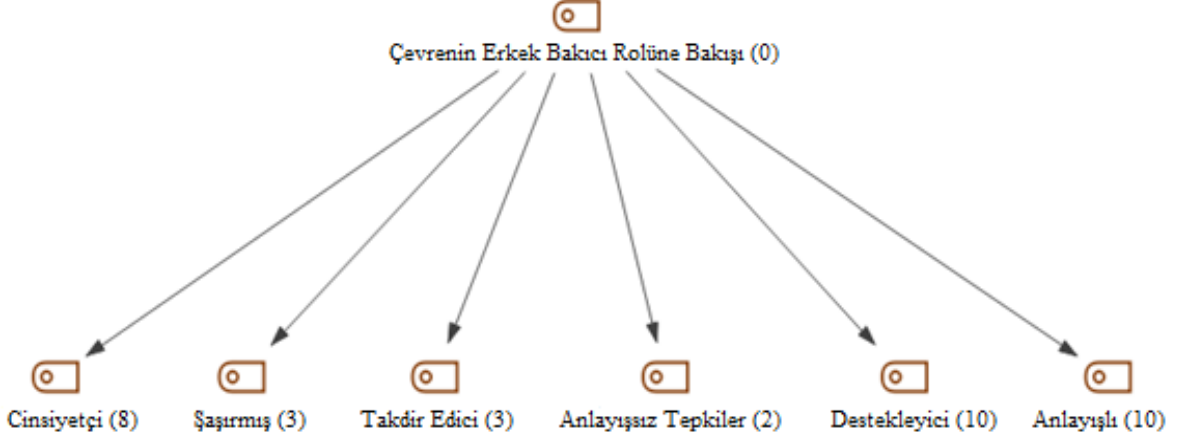 Çevrenin Erkek Bakıcı Rolüne Bakışı (0)
Cinsiyetçi (8)
Şaşırmış (3)
Takdir Edici (3)
Anlayışsız Tepkiler (2)
Destekleyici (10)
Anlayışlı (10)